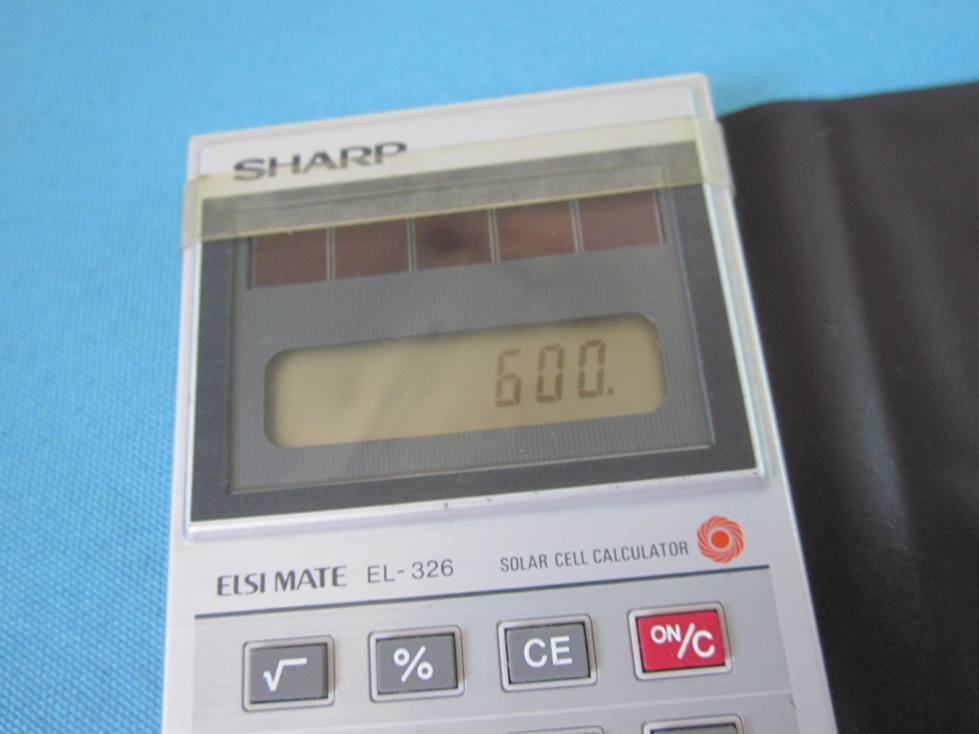 SHARP
600.
ELSI MATE EL-326 SOLAR CELL CALCULATOR
√ % CE ON/C